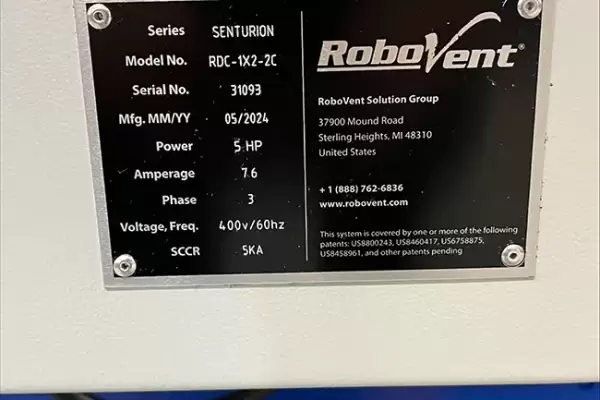 Series SENTURION
Model No. RDC-1X2-2C
Serial No. 31093
Mfg. MM/YY 05/2024
Power 5 HP
Amperage 7.6
Phase 3
Voltage, Freq. 400v/60hz
SCCR 5KA
RoboVent®
RoboVent Solution Group
37900 Mound Road
Sterling Heights, MI 48310
United States
+ 1 (888) 762-6836
www.robovent.com
This system is covered by one or more of the following
patents: US8800243, US8460417, US6758875,
US8458961, and other patents pending